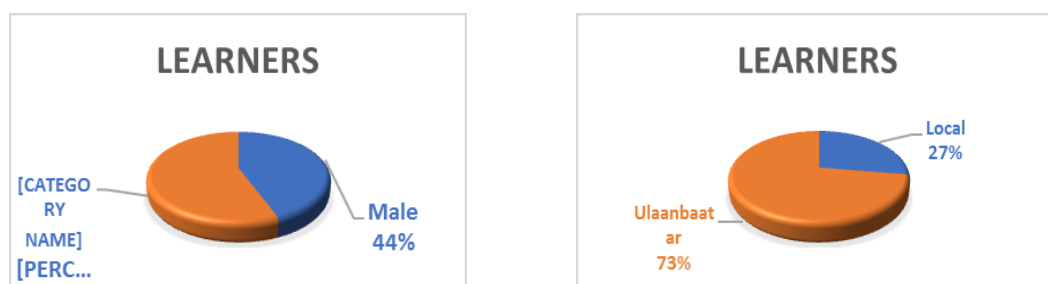 LEARNERS
[CATEGO
RY
NAME]
[PERC...
Male
44%
LEARNERS
Local
27%
Ulaanbaat
ar
73%